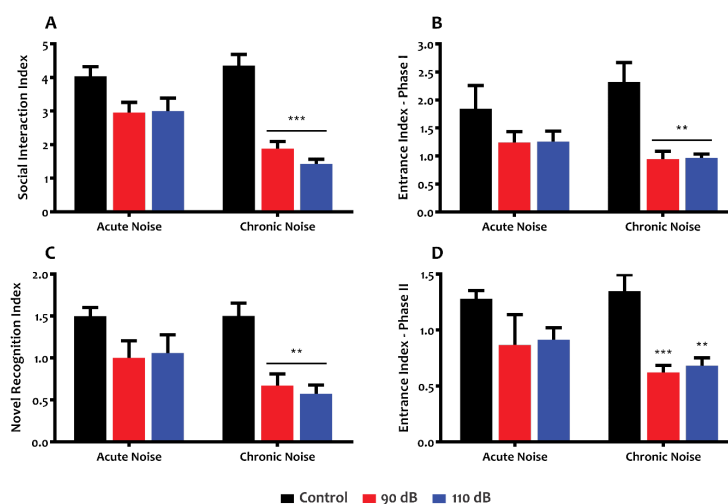 A
Social Interaction Index
5
4
3
2
1
0
***
Acute Noise
Chronic Noise
B
Entrance Index - Phase I
3.0
2.5
2.0
1.5
1.0
0.5
0.0
**
Acute Noise
Chronic Noise
C
Novel Recognition Index
2.0
1.5
1.0
0.5
0.0
**
Acute Noise
Chronic Noise
D
Entrance Index - Phase II
1.5
1.0
0.5
0.0
***
**
Acute Noise
Chronic Noise
Control 90 dB 110 dB